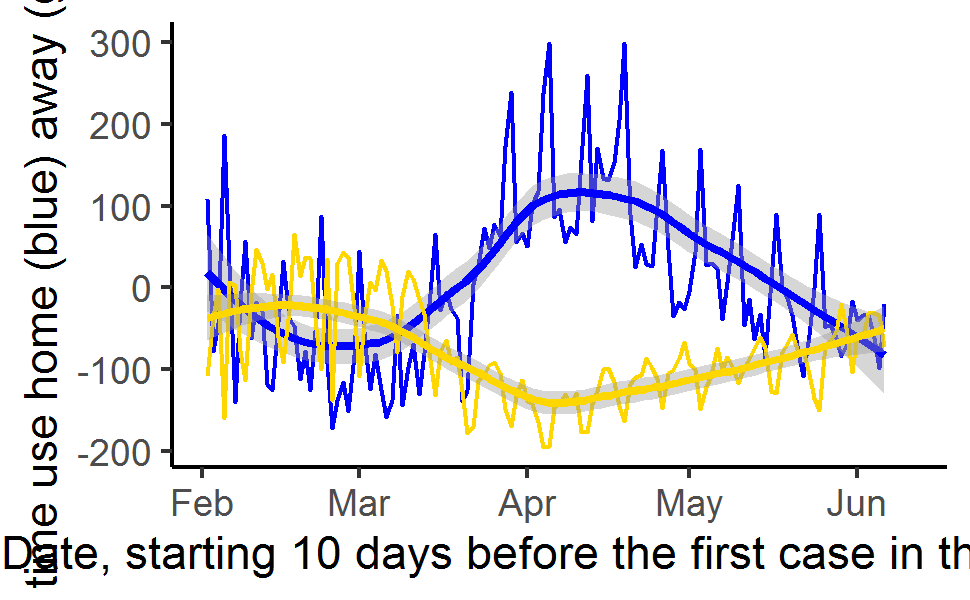 time use home (blue) away (
300
200
100
0
-100
-200
Feb Mar Apr May Jun
Date, starting 10 days before the first case in th